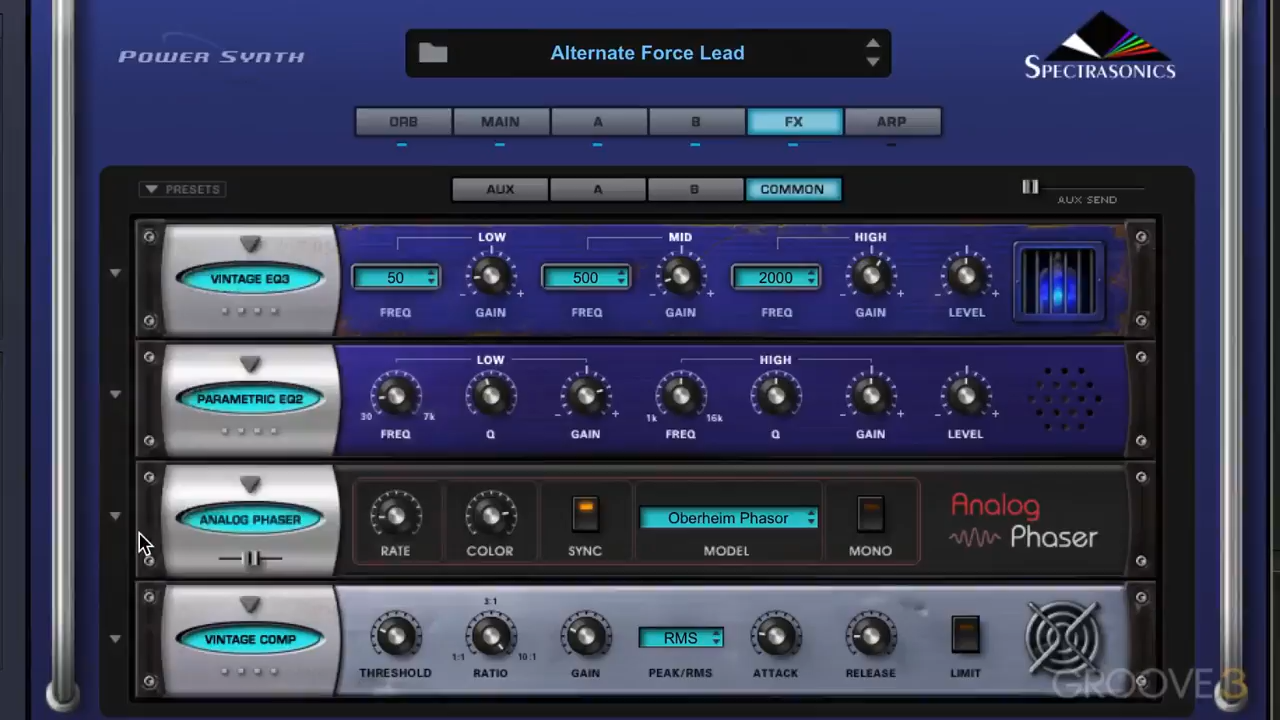 POWER SYNTH
Alternate Force Lead
SPECTRASONICS
ORB MAIN A B FX ARP
PRESETS
AUX A B COMMON
AUX SEND
LOW MID HIGH
VINTAGE EQ3
50 500 2000
- + - + - + - +
FREQ GAIN FREQ GAIN FREQ GAIN LEVEL
LOW HIGH
PARAMETRIC EQ2
30 7k - + 1k 16k - + - +
FREQ Q GAIN FREQ Q GAIN LEVEL
ANALOG PHASER
Oberheim Phasor
RATE COLOR SYNC MODEL MONO
Analog
Phaser
3:1
VINTAGE COMP
RMS
1:1 10:1
THRESHOLD RATIO GAIN PEAK/RMS ATTACK RELEASE LIMIT
GROOVE3